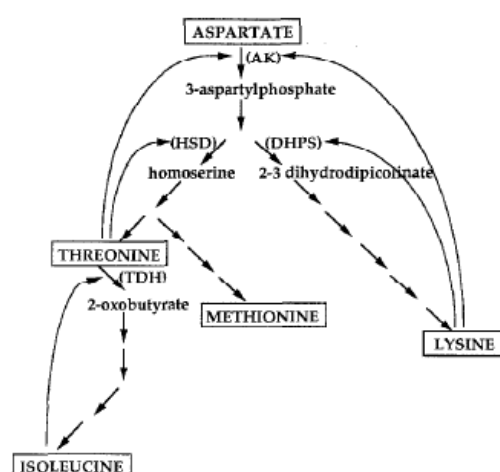 ASPARTATE
(AK)
3-aspartylphosphate
(HSD) (DHPS)
homoserine 2-3 dihydrodipicolinate
THREONINE
(TDH)
2-oxobutyrate
METHIONINE
LYSINE
ISOLEUCINE